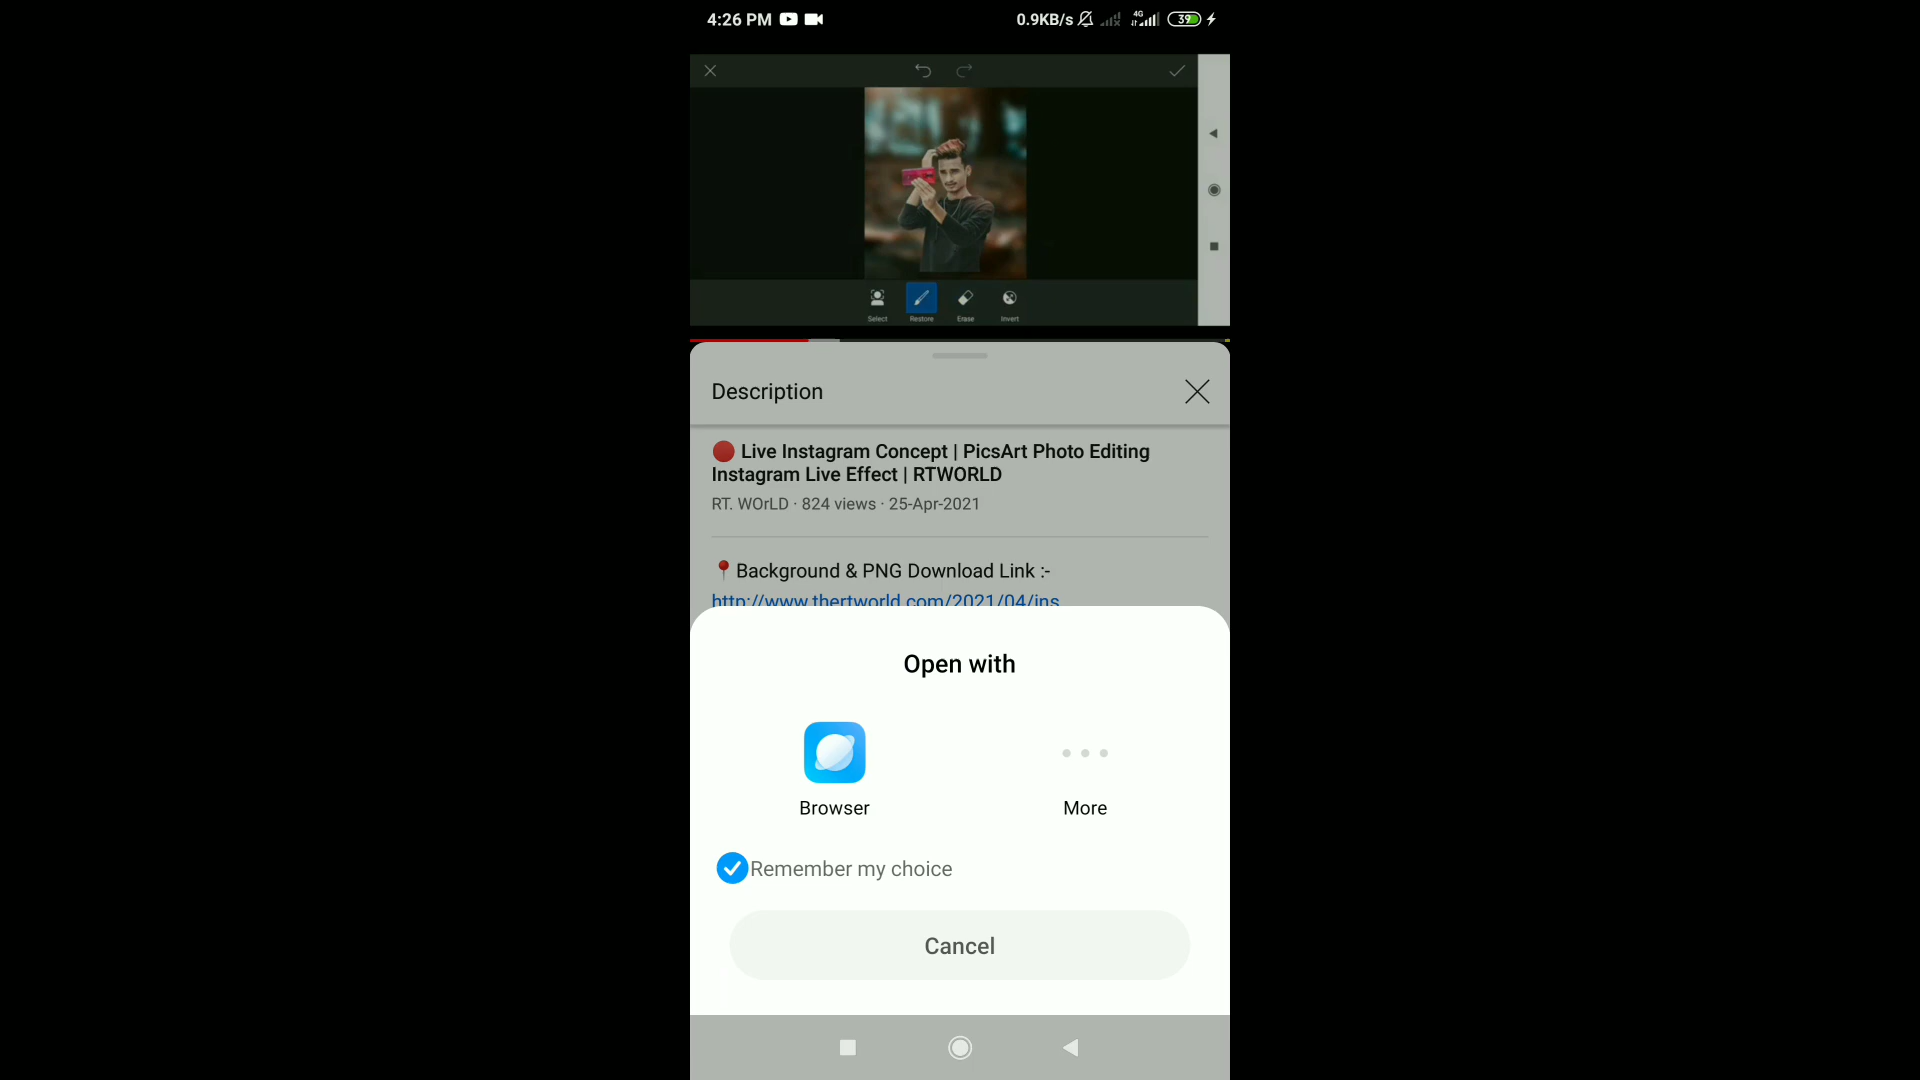 4:26 PM
0.9KB/s 4G 39
Select Restore Erase Invert
Description
Live Instagram Concept | PicsArt Photo Editing
Instagram Live Effect | RTWORLD
RT. WOrLD · 824 views · 25-Apr-2021
📍Background & PNG Download Link :-
http://www.thertworld.com/2021/04/ins
Open with
Browser More
Remember my choice
Cancel